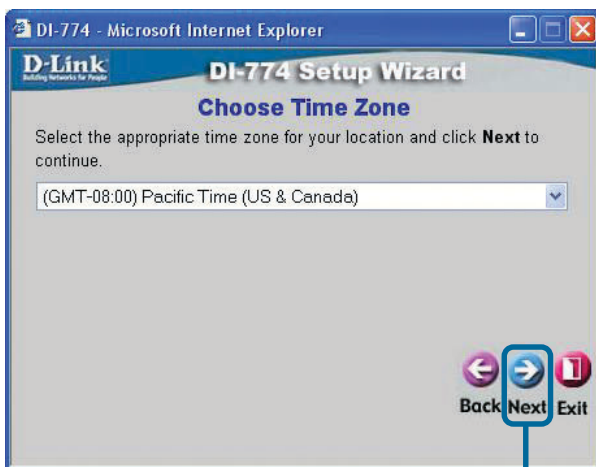 DI-774 - Microsoft Internet Explorer
D-Link
Building Networks for People
DI-774 Setup Wizard
Choose Time Zone
Select the appropriate time zone for your location and click Next to
continue.
(GMT-08:00) Pacific Time (US & Canada)
Back Next Exit